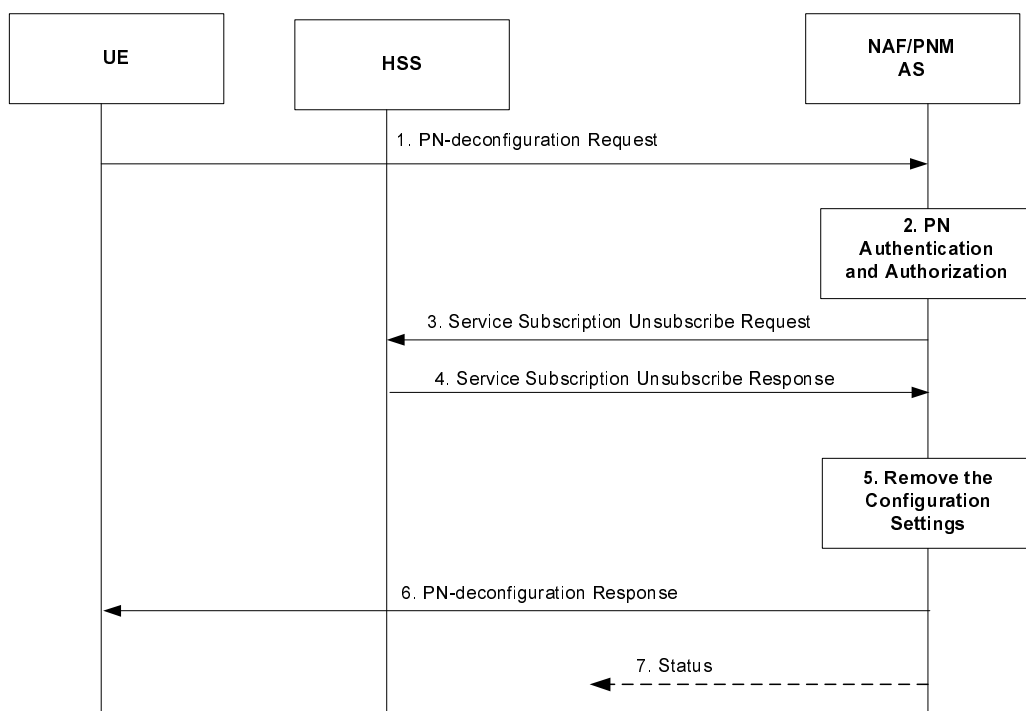 UE
HSS
NAF/PNM
AS
1. PN-deconfiguration Request
2. PN
Authentication
and Authorization
3. Service Subscription Unsubscribe Request
4. Service Subscription Unsubscribe Response
5. Remove the
Configuration
Settings
6. PN-deconfiguration Response
7. Status